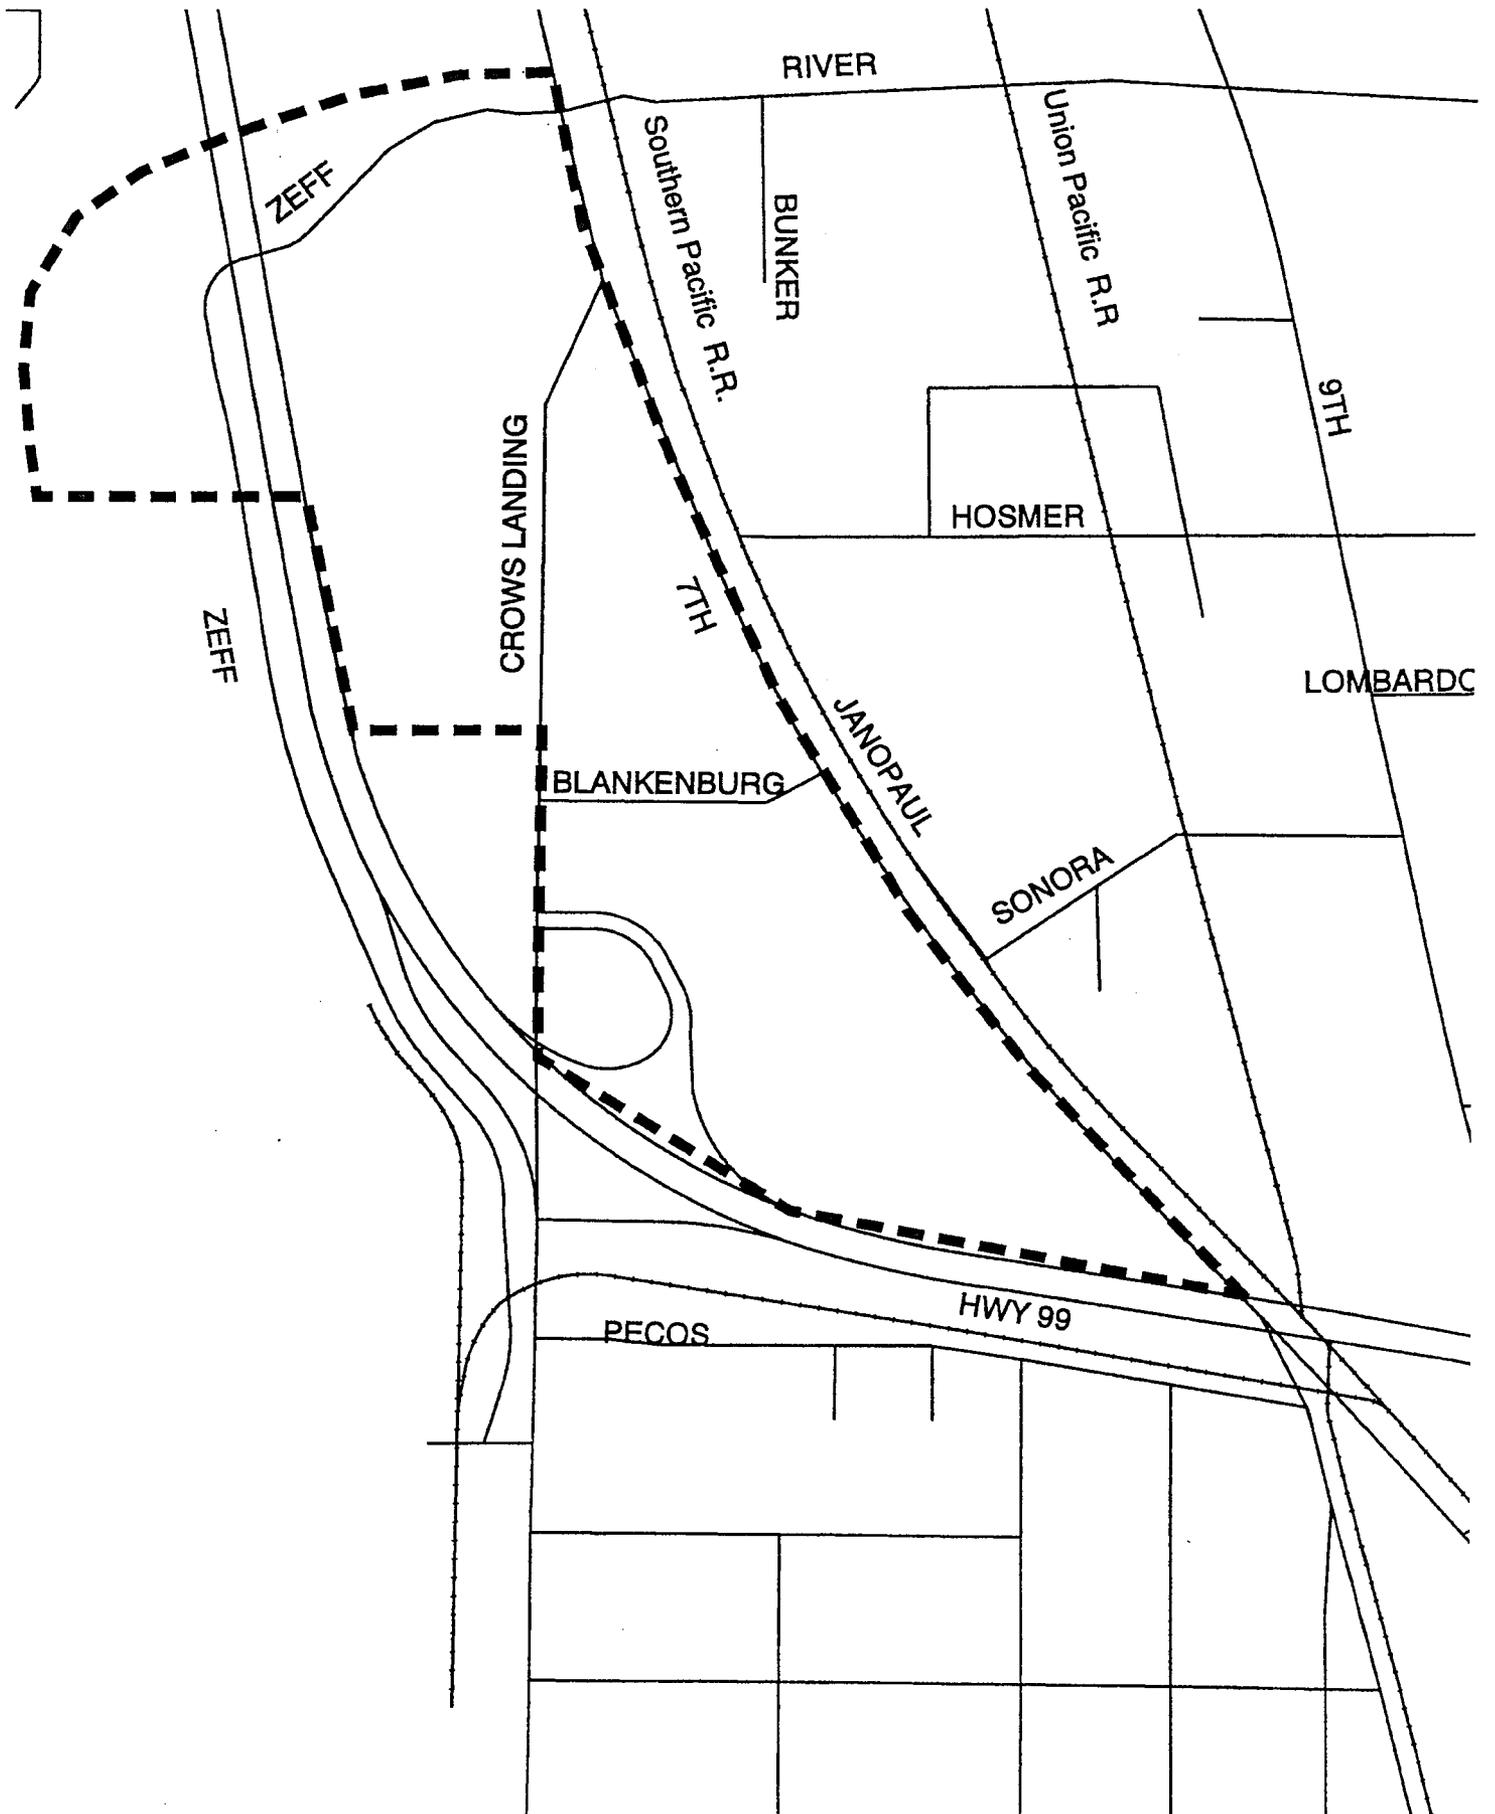 RIVER
Union Pacific R.R
Southern Pacific R.R.
ZEFF
BUNKER
9TH
CROWS LANDING
HOSMER
7TH
ZEFF
LOMBARDO
JANOPAUL
BLANKENBURG
SONORA
HWY 99
PECOS